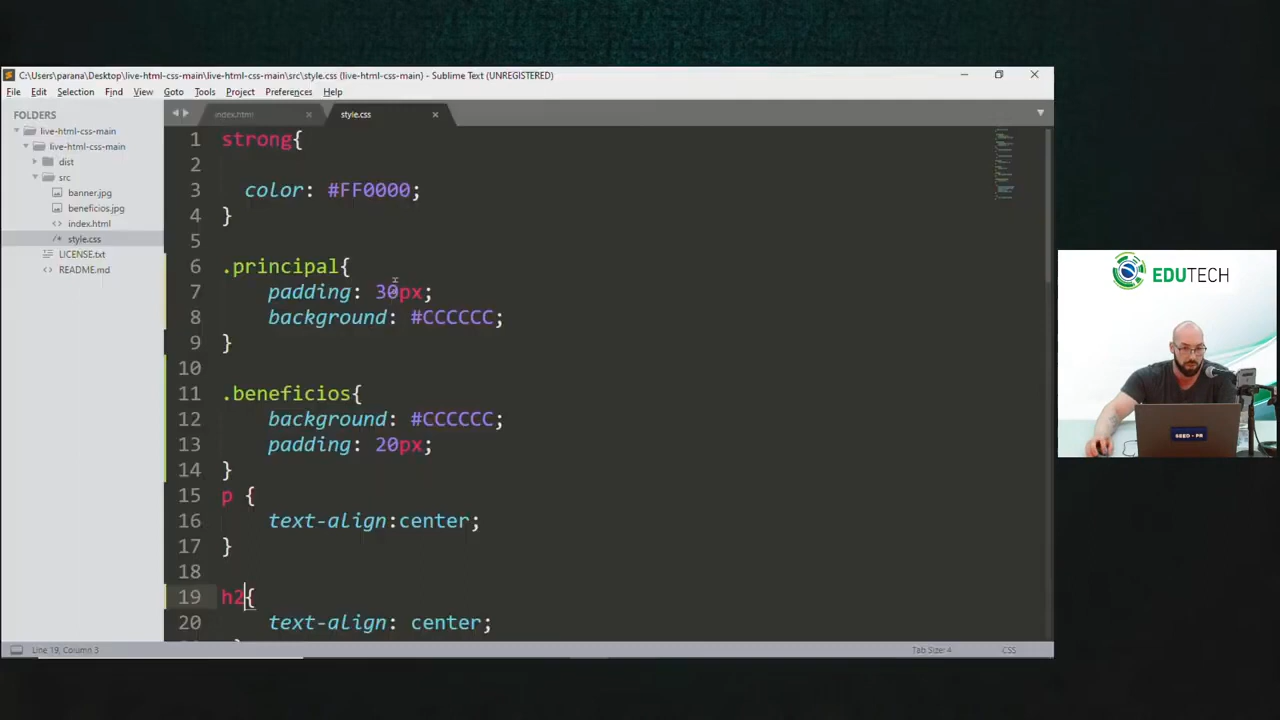 C:\Users\parana\Desktop\live-html-css-main\live-html-css-main\src\style.css (live-html-css-main) - Sublime Text (UNREGISTERED)
File Edit Selection Find View Goto Tools Project Preferences Help
FOLDERS
live-html-css-main
live-html-css-main
dist
src
banner.jpg
beneficios.jpg
<> index.html
/* style.css
LICENSE.txt
README.md
index.html
style.css
1 strong{
2
3 color: #FF0000;
4 }
5
6 .principal{
7 padding: 30px;
8 background: #CCCCCC;
9 }
10
11 .beneficios{
12 background: #CCCCCC;
13 padding: 20px;
14 }
15 p {
16 text-align:center;
17 }
18
19 h2{
20 text-align: center;
Line 19, Column 3
Tab Size: 4
CSS
EDUTECH
SEED - PR